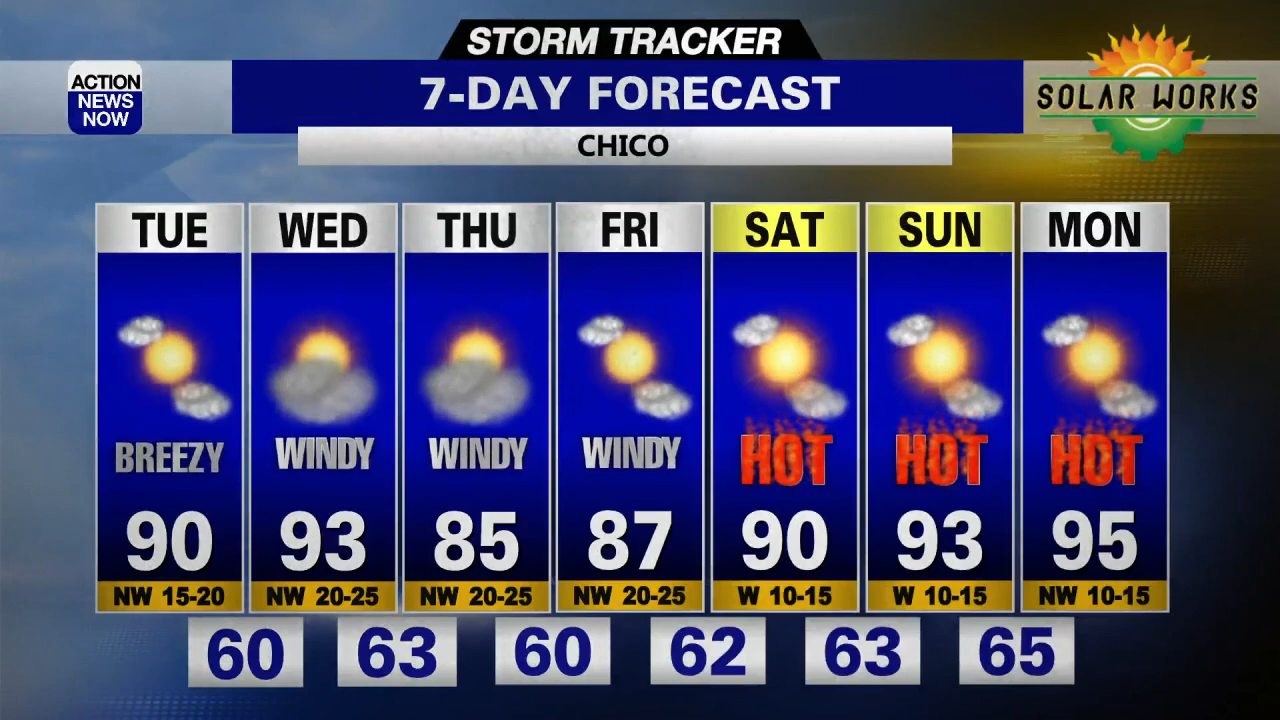 STORM TRACKER
ACTION
NEWS
NOW
7-DAY FORECAST
SOLAR WORKS
CHICO
TUE WED THU FRI SAT SUN MON
BREEZY WINDY WINDY WINDY HOT HOT HOT
90 93 85 87 90 93 95
NW 15-20 NW 20-25 NW 20-25 NW 20-25 W 10-15 W 10-15 NW 10-15
60 63 60 62 63 65